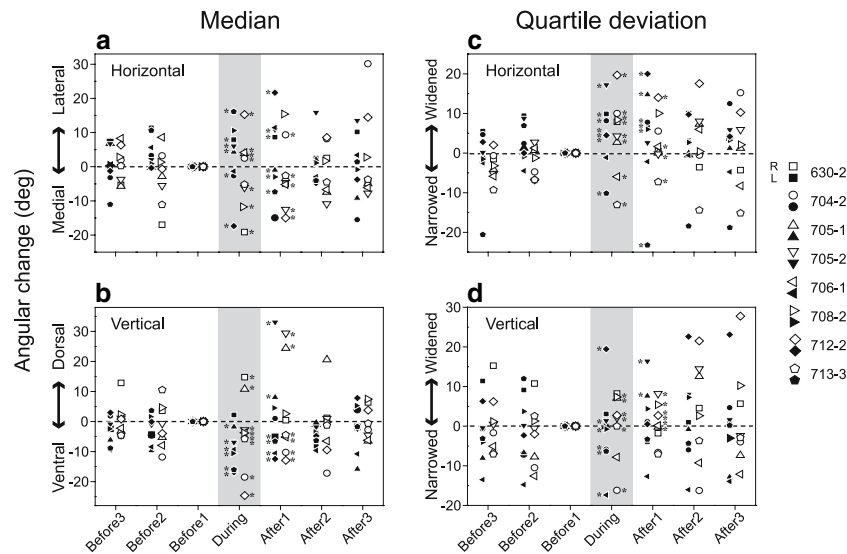 Median
Quartile deviation
a
Horizontal
30
20
10
0
-10
-20
Lateral
Medial
c
Horizontal
20
10
0
-10
-20
Widened
Narrowed
Angular change (deg)
b
Vertical
30
20
10
0
-10
-20
Dorsal
Ventral
d
Vertical
30
20
10
0
-10
-20
Widened
Narrowed
Before3
Before2
Before1
During
After1
After2
After3
Before3
Before2
Before1
During
After1
After2
After3
R
L
630-2
704-2
705-1
705-2
706-1
708-2
712-2
713-3